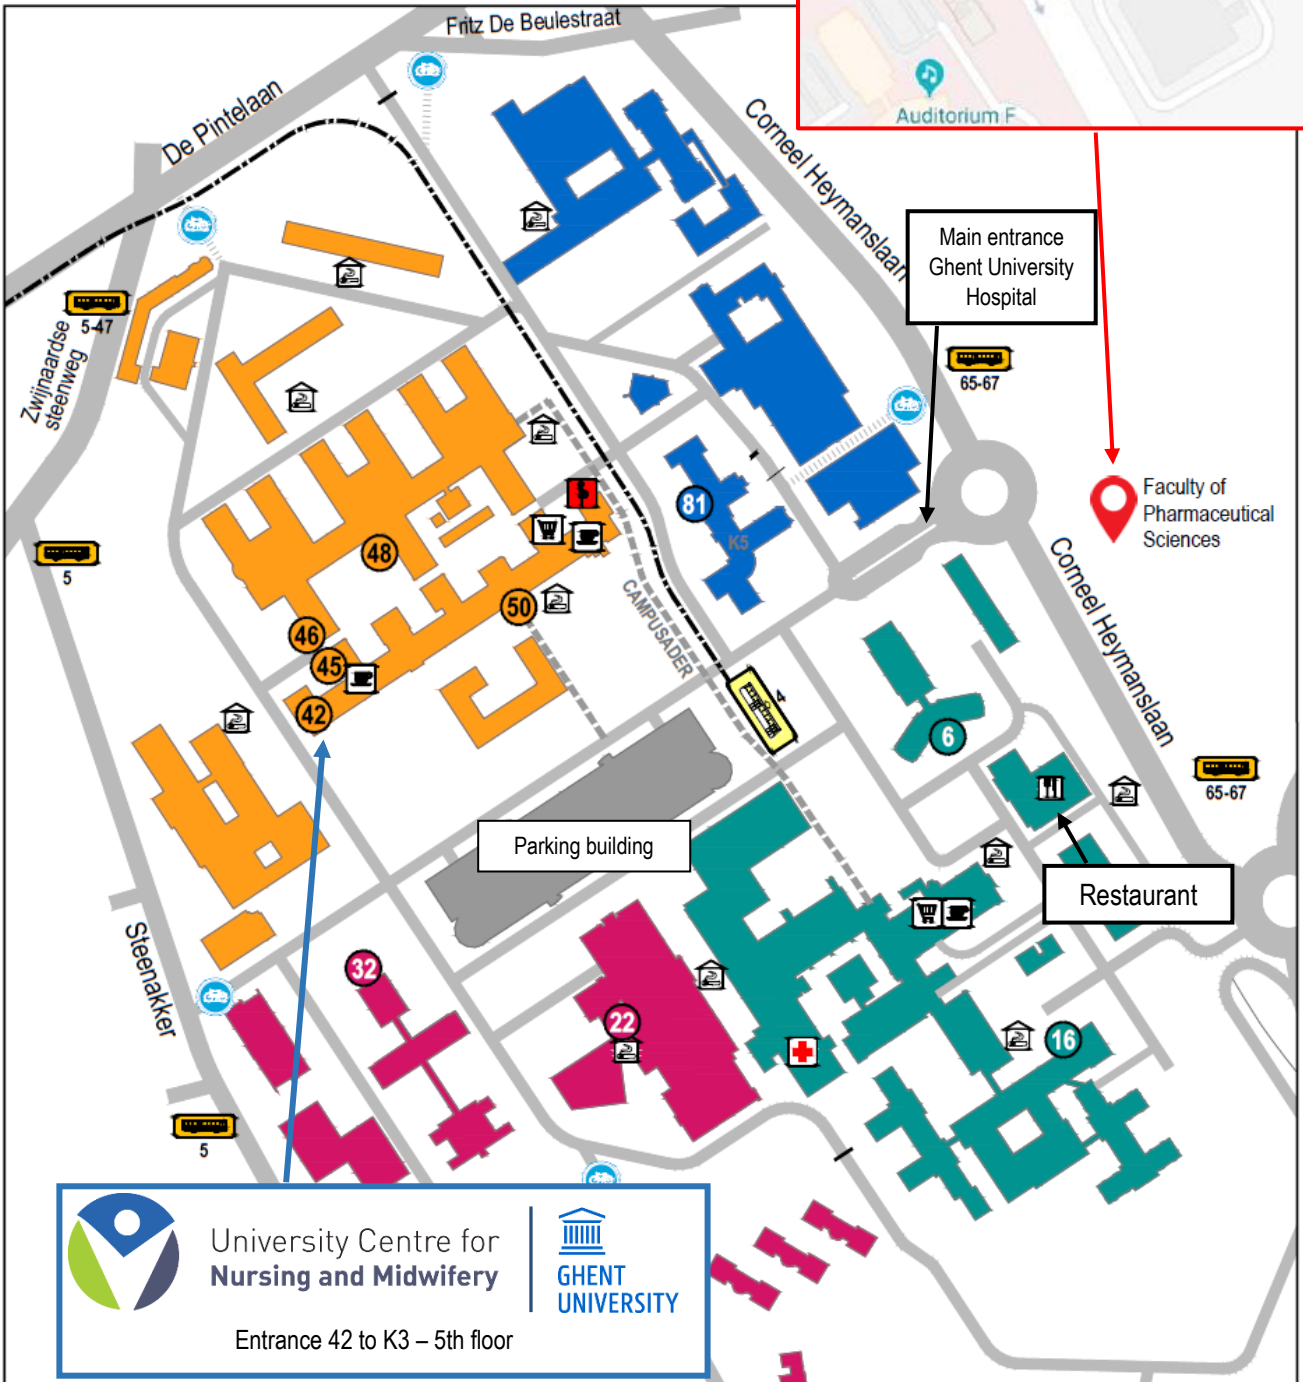 Fritz De Beulestraat
De Pintelaan
Corneel Heymanslaan
Auditorium F
Main entrance
Ghent University
Hospital
5-47
Zwijnaardse
steenweg
65-67
81
K5
Faculty of
Pharmaceutical
Sciences
48
5
50
CAMPUSADER
46
45
42
4
6
Corneel Heymanslaan
65-67
Parking building
Restaurant
32
22
16
Steenakker
5
University Centre for
Nursing and Midwifery
GHENT
UNIVERSITY
Entrance 42 to K3 – 5th floor